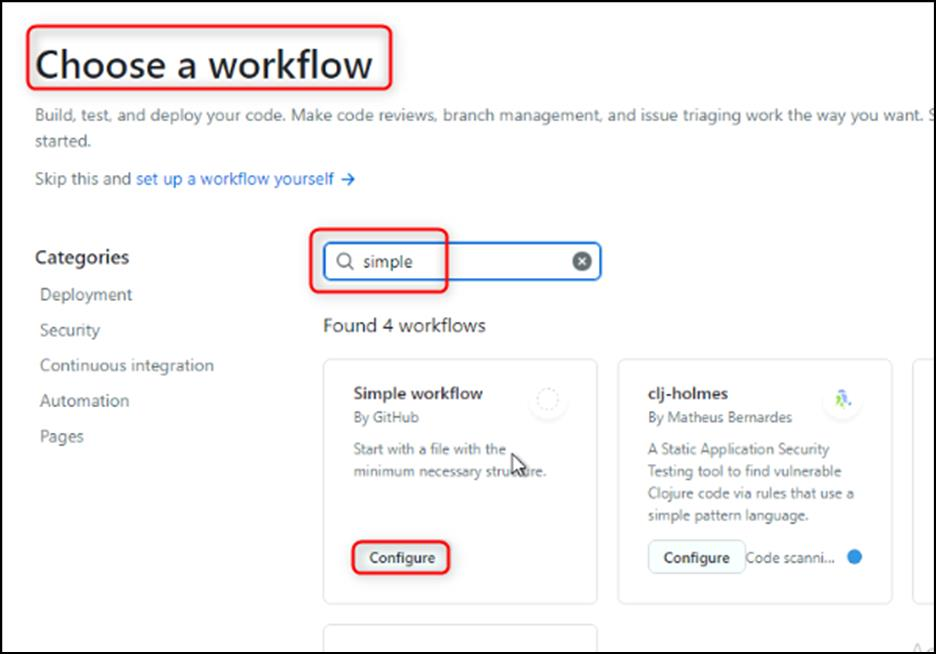 Choose a workflow
Build, test, and deploy your code. Make code reviews, branch management, and issue triaging work the way you want.
started.
Skip this and set up a workflow yourself →
Categories
Deployment
Security
Continuous integration
Automation
Pages
simple
Found 4 workflows
Simple workflow
By GitHub
Start with a file with the
minimum necessary structure.
Configure
clj-holmes
By Matheus Bernardes
A Static Application Security
Testing tool to find vulnerable
Clojure code via rules that use a
simple pattern language.
Configure
Code scanni...